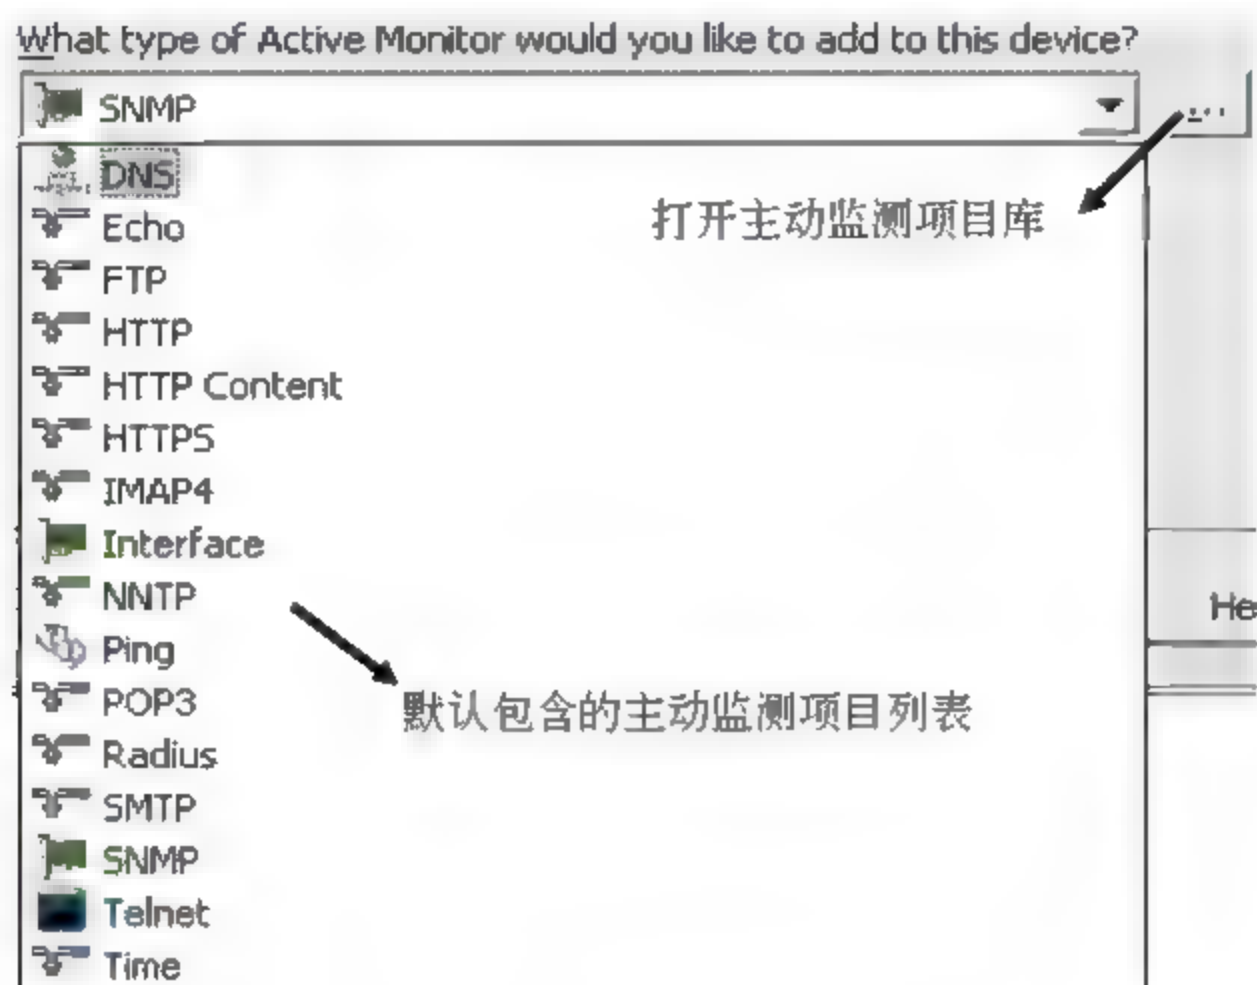 What type of Active Monitor would you like to add to this device?
SNMP
...
DNS
打开主动监测项目库
Echo
FTP
HTTP
HTTP Content
HTTPS
IMAP4
Interface
NNTP
He
Ping
默认包含的主动监测项目列表
POP3
Radius
SMTP
SNMP
Telnet
Time